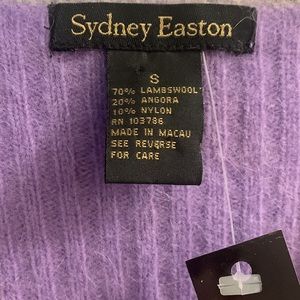 Sydney Easton
S
70% LAMBSWOOL
20% ANGORA
10% NYLON
RN 103786
MADE IN MACAU
SEE REVERSE
FOR CARE